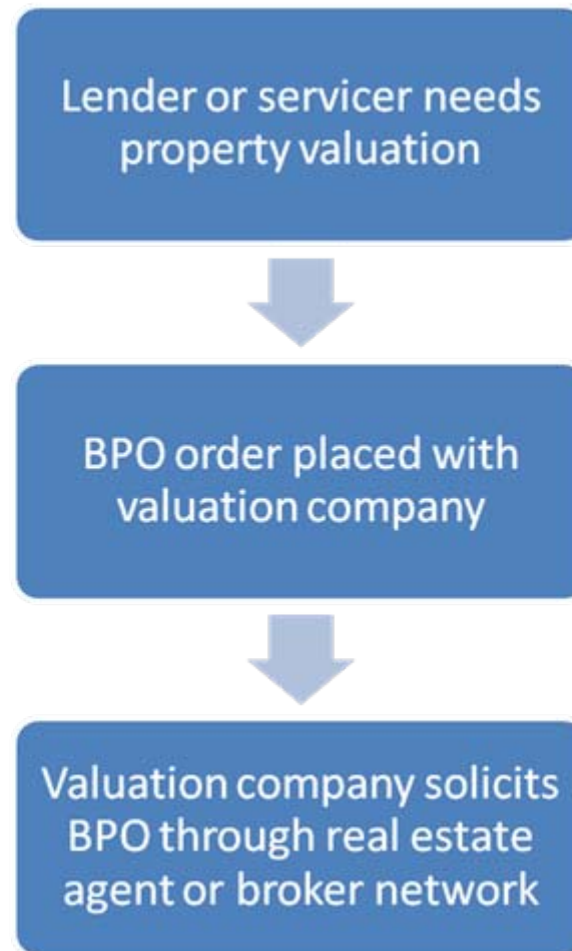 Lender or servicer needs
property valuation
BPO order placed with
valuation company
Valuation company solicits
BPO through real estate
agent or broker network